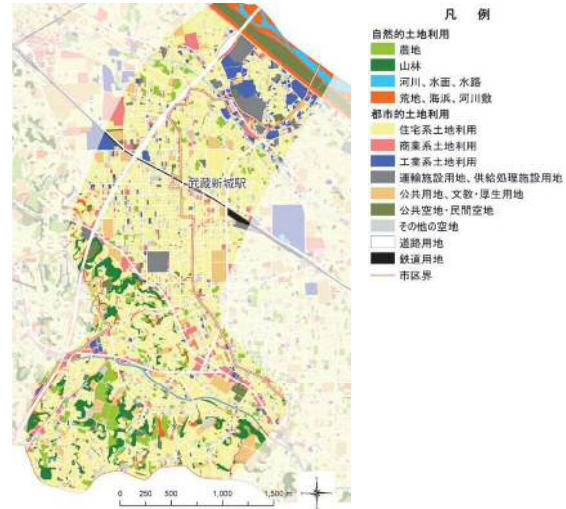 武蔵新城駅
0 250 500 1,000 1,500 m
凡 例
自然的土地利用
農地
山林
河川、水面、水路
荒地、海浜、河川敷
都市的土地利用
住宅系土地利用
商業系土地利用
工業系土地利用
運輸施設用地、供給処理施設用地
公共用地、文教・厚生用地
公共空地・民間空地
その他の空地
道路用地
鉄道用地
市区界